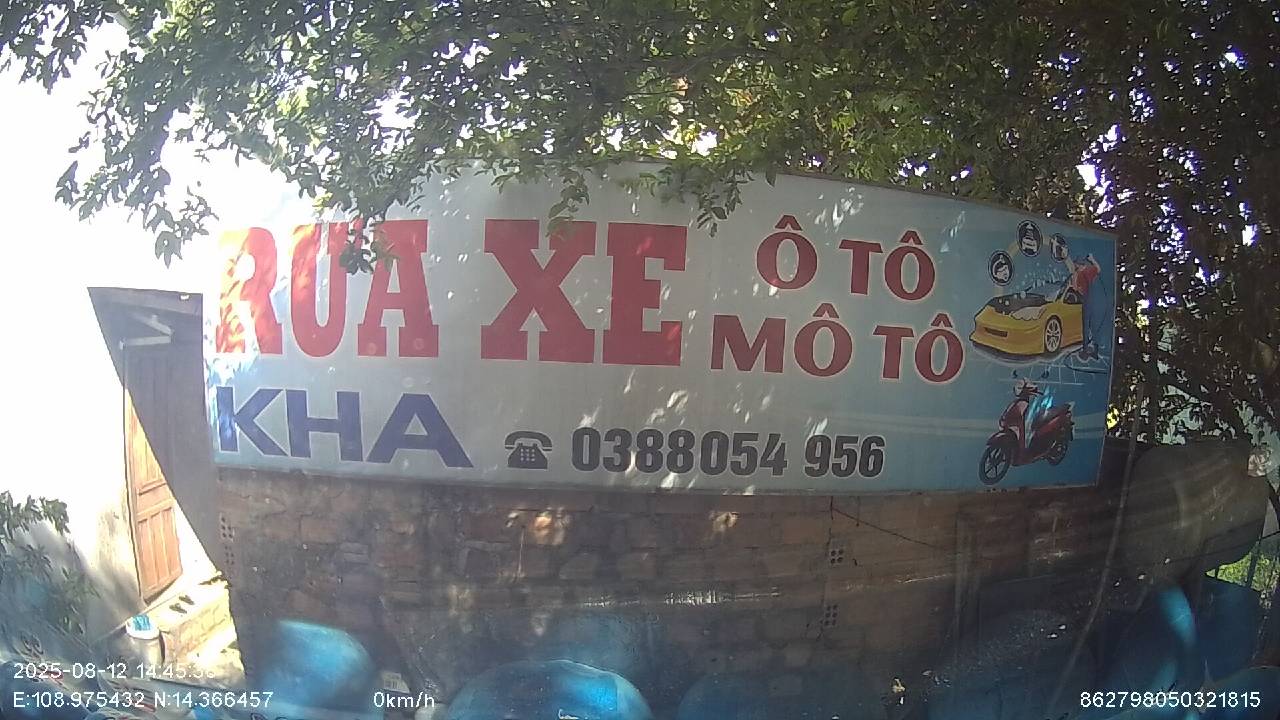 RỬA XE Ô TÔ
MÔ TÔ
KHA
☎ 0388054 956
2025-08-12 14:45:
E:108.975432 N:14.366457 0km/h 862798050321815